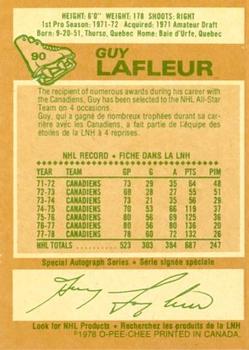 HEIGHT: 6'0" WEIGHT: 178 SHOOTS: RIGHT
1st Pro Season: 1971-72 1971 Amateur Draft
Born: 9-20-51, Thurso, Quebec Home: Baie d'Urfe, Quebec
90
GUY
LAFLEUR
The recipient of numerous awards during his career with
the Canadiens, Guy has been selected to the NHL All-Star
Team on 4 occasions.
Guy, qui a gagné de nombreux trophées durant sa carrière
avec les Canadiens, a fait partie de l'équipe des étoiles
de la LNH à 4 reprises.
NHL RECORD • FICHE DANS LA LNH
YEAR TEAM GP G A PTS PIM
71-72 CANADIENS 73 29 35 64 48
72-73 CANADIENS 69 28 27 55 51
73-74 CANADIENS 73 21 35 56 29
74-75 CANADIENS 70 53 66 119 37
75-76 CANADIENS 80 56 69 125 36
76-77 CANADIENS 80 56 80 136 20
77-78 CANADIENS 78 60 72 132 26
NHL TOTALS 523 303 384 687 247
Special Autograph Series • Série signée spéciale
Guy Lafleur
Look for NHL Products • Recherchez les produits de la LNH
©1978 O-PEE-CHEE PRINTED IN CANADA